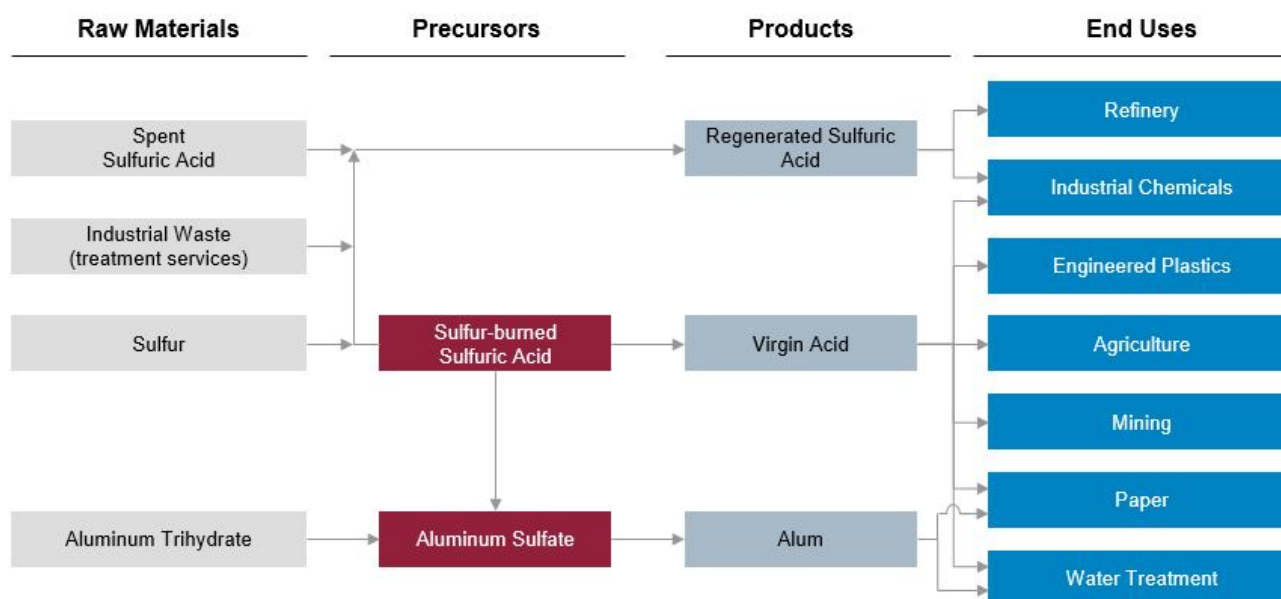 Raw Materials
Precursors
Products
End Uses
Spent
Sulfuric Acid
Regenerated Sulfuric
Acid
Refinery
Industrial Chemicals
Industrial Waste
(treatment services)
Engineered Plastics
Sulfur
Sulfur-burned
Sulfuric Acid
Virgin Acid
Agriculture
Mining
Paper
Aluminum Trihydrate
Aluminum Sulfate
Alum
Water Treatment